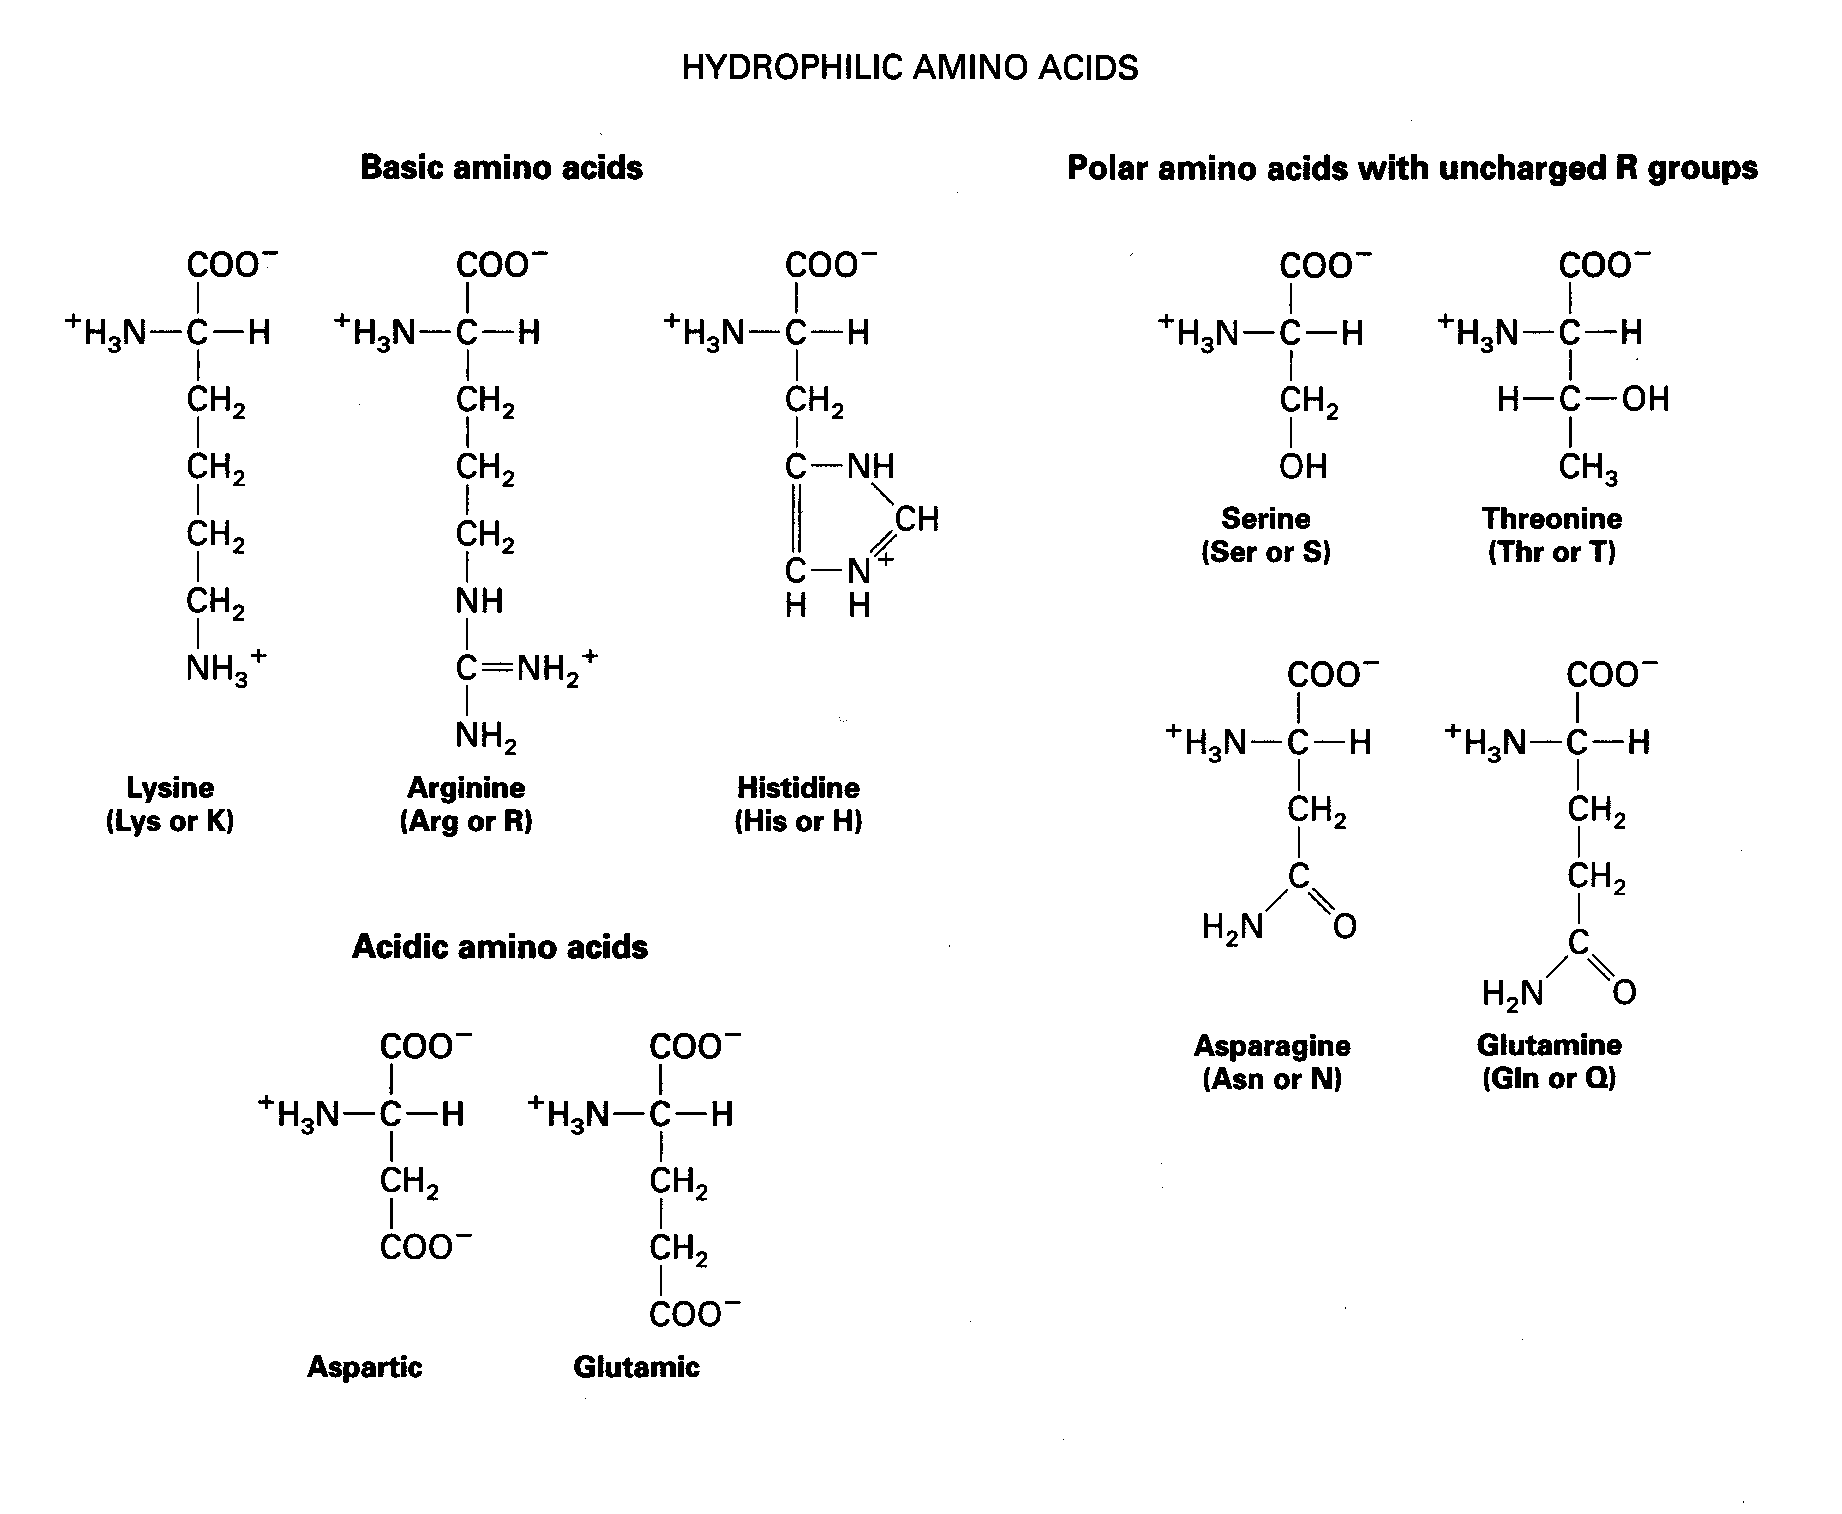 HYDROPHILIC AMINO ACIDS
Basic amino acids
COO⁻ COO⁻ COO⁻
⁺H₃N—C—H ⁺H₃N—C—H ⁺H₃N—C—H
CH₂ CH₂ CH₂
CH₂ CH₂ C—NH
CH
CH₂ CH₂ C—N⁺
H H
CH₂ NH
NH₃⁺ C=NH₂⁺
NH₂
Lysine
(Lys or K)
Arginine
(Arg or R)
Histidine
(His or H)
Acidic amino acids
COO⁻ COO⁻
⁺H₃N—C—H ⁺H₃N—C—H
CH₂ CH₂
COO⁻ CH₂
COO⁻
Aspartic
Glutamic
Polar amino acids with uncharged R groups
COO⁻ COO⁻
⁺H₃N—C—H ⁺H₃N—C—H
CH₂ H—C—OH
OH CH₃
Serine
(Ser or S)
Threonine
(Thr or T)
COO⁻ COO⁻
⁺H₃N—C—H ⁺H₃N—C—H
CH₂ CH₂
C CH₂
H₂N O C
H₂N O
Asparagine
(Asn or N)
Glutamine
(Gln or Q)